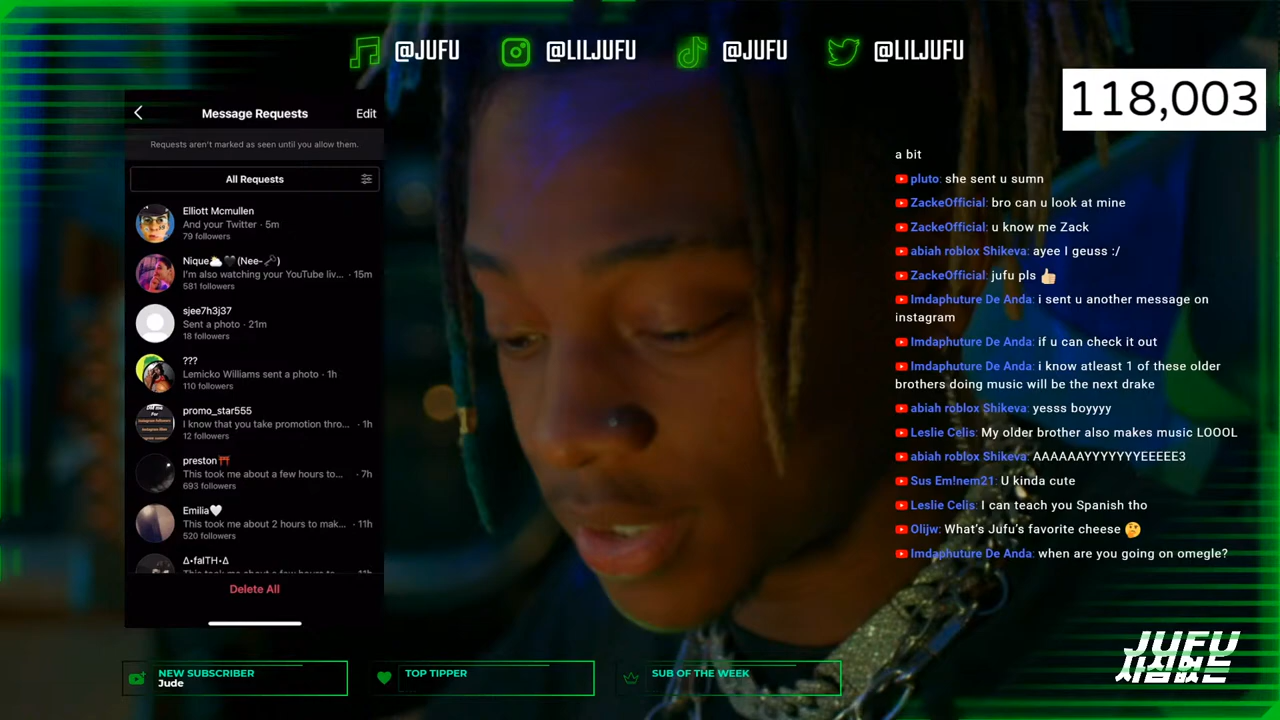 @JUFU @LILJUFU @JUFU @LILJUFU
118,003
Message Requests Edit
Requests aren't marked as seen until you allow them.
All Requests
Elliott Mcmullen
And your Twitter · 5m
79 followers
Nique (Nee- )
I'm also watching your YouTube liv... · 15m
581 followers
sjee7h3j37
Sent a photo · 21m
18 followers
???
Lemicko Williams sent a photo · 1h
110 followers
promo_star555
I know that you take promotion thro... · 1h
12 followers
preston
This took me about a few hours to... · 7h
693 followers
Emilia🤍
This took me about 2 hours to mak... · 11h
520 followers
Δ•faITH•Δ
Delete All
a bit
pluto: she sent u sumn
ZackeOfficial: bro can u look at mine
ZackeOfficial: u know me Zack
abiah roblox Shikeva: ayee I geuss :/
ZackeOfficial: jufu pls 👍🏻
Imdaphuture De Anda: i sent u another message on
instagram
Imdaphuture De Anda: if u can check it out
Imdaphuture De Anda: i know atleast 1 of these older
brothers doing music will be the next drake
abiah roblox Shikeva: yesss boyyyy
Leslie Celis: My older brother also makes music LOOOL
abiah roblox Shikeva: AAAAAAYYYYYYYEEEEE3
Sus Em!nem21: U kinda cute
Leslie Celis: I can teach you Spanish tho
Olijw: What's Jufu's favorite cheese 🤔
Imdaphuture De Anda: when are you going on omegle?
NEW SUBSCRIBER
Jude
TOP TIPPER
SUB OF THE WEEK
JUFU
사심없는